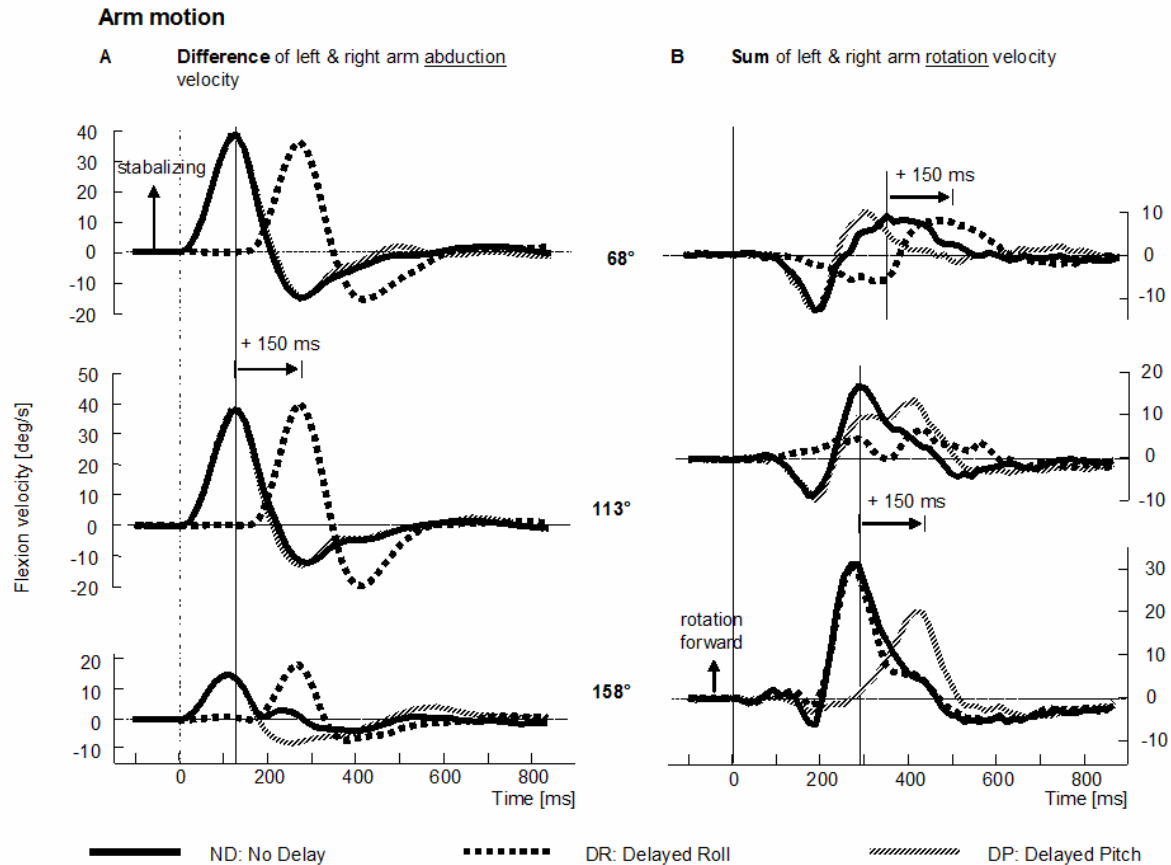 Arm motion
A Difference of left & right arm abduction
velocity
B Sum of left & right arm rotation velocity
40
30
20
10
0
-10
-20
stabalizing
+ 150 ms
10
0
-10
68°
+ 150 ms
50
40
30
20
10
0
-10
-20
20
10
0
-10
113°
+ 150 ms
Flexion velocity [deg/s]
20
10
0
-10
158°
rotation
forward
30
20
10
0
-10
0 200 400 600 800
Time [ms]
0 200 400 600 800
Time [ms]
ND: No Delay DR: Delayed Roll DP: Delayed Pitch